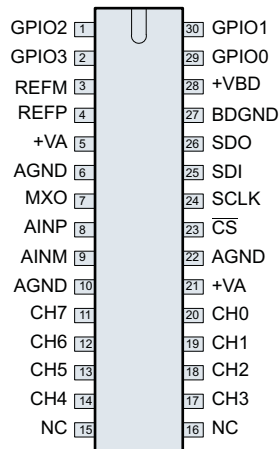 GPIO2 1 30 GPIO1
GPIO3 2 29 GPIO0
REFM 3 28 +VBD
REFP 4 27 BDGND
+VA 5 26 SDO
AGND 6 25 SDI
MXO 7 24 SCLK
AINP 8 23 C̅S̅
AINM 9 22 AGND
AGND 10 21 +VA
CH7 11 20 CH0
CH6 12 19 CH1
CH5 13 18 CH2
CH4 14 17 CH3
NC 15 16 NC